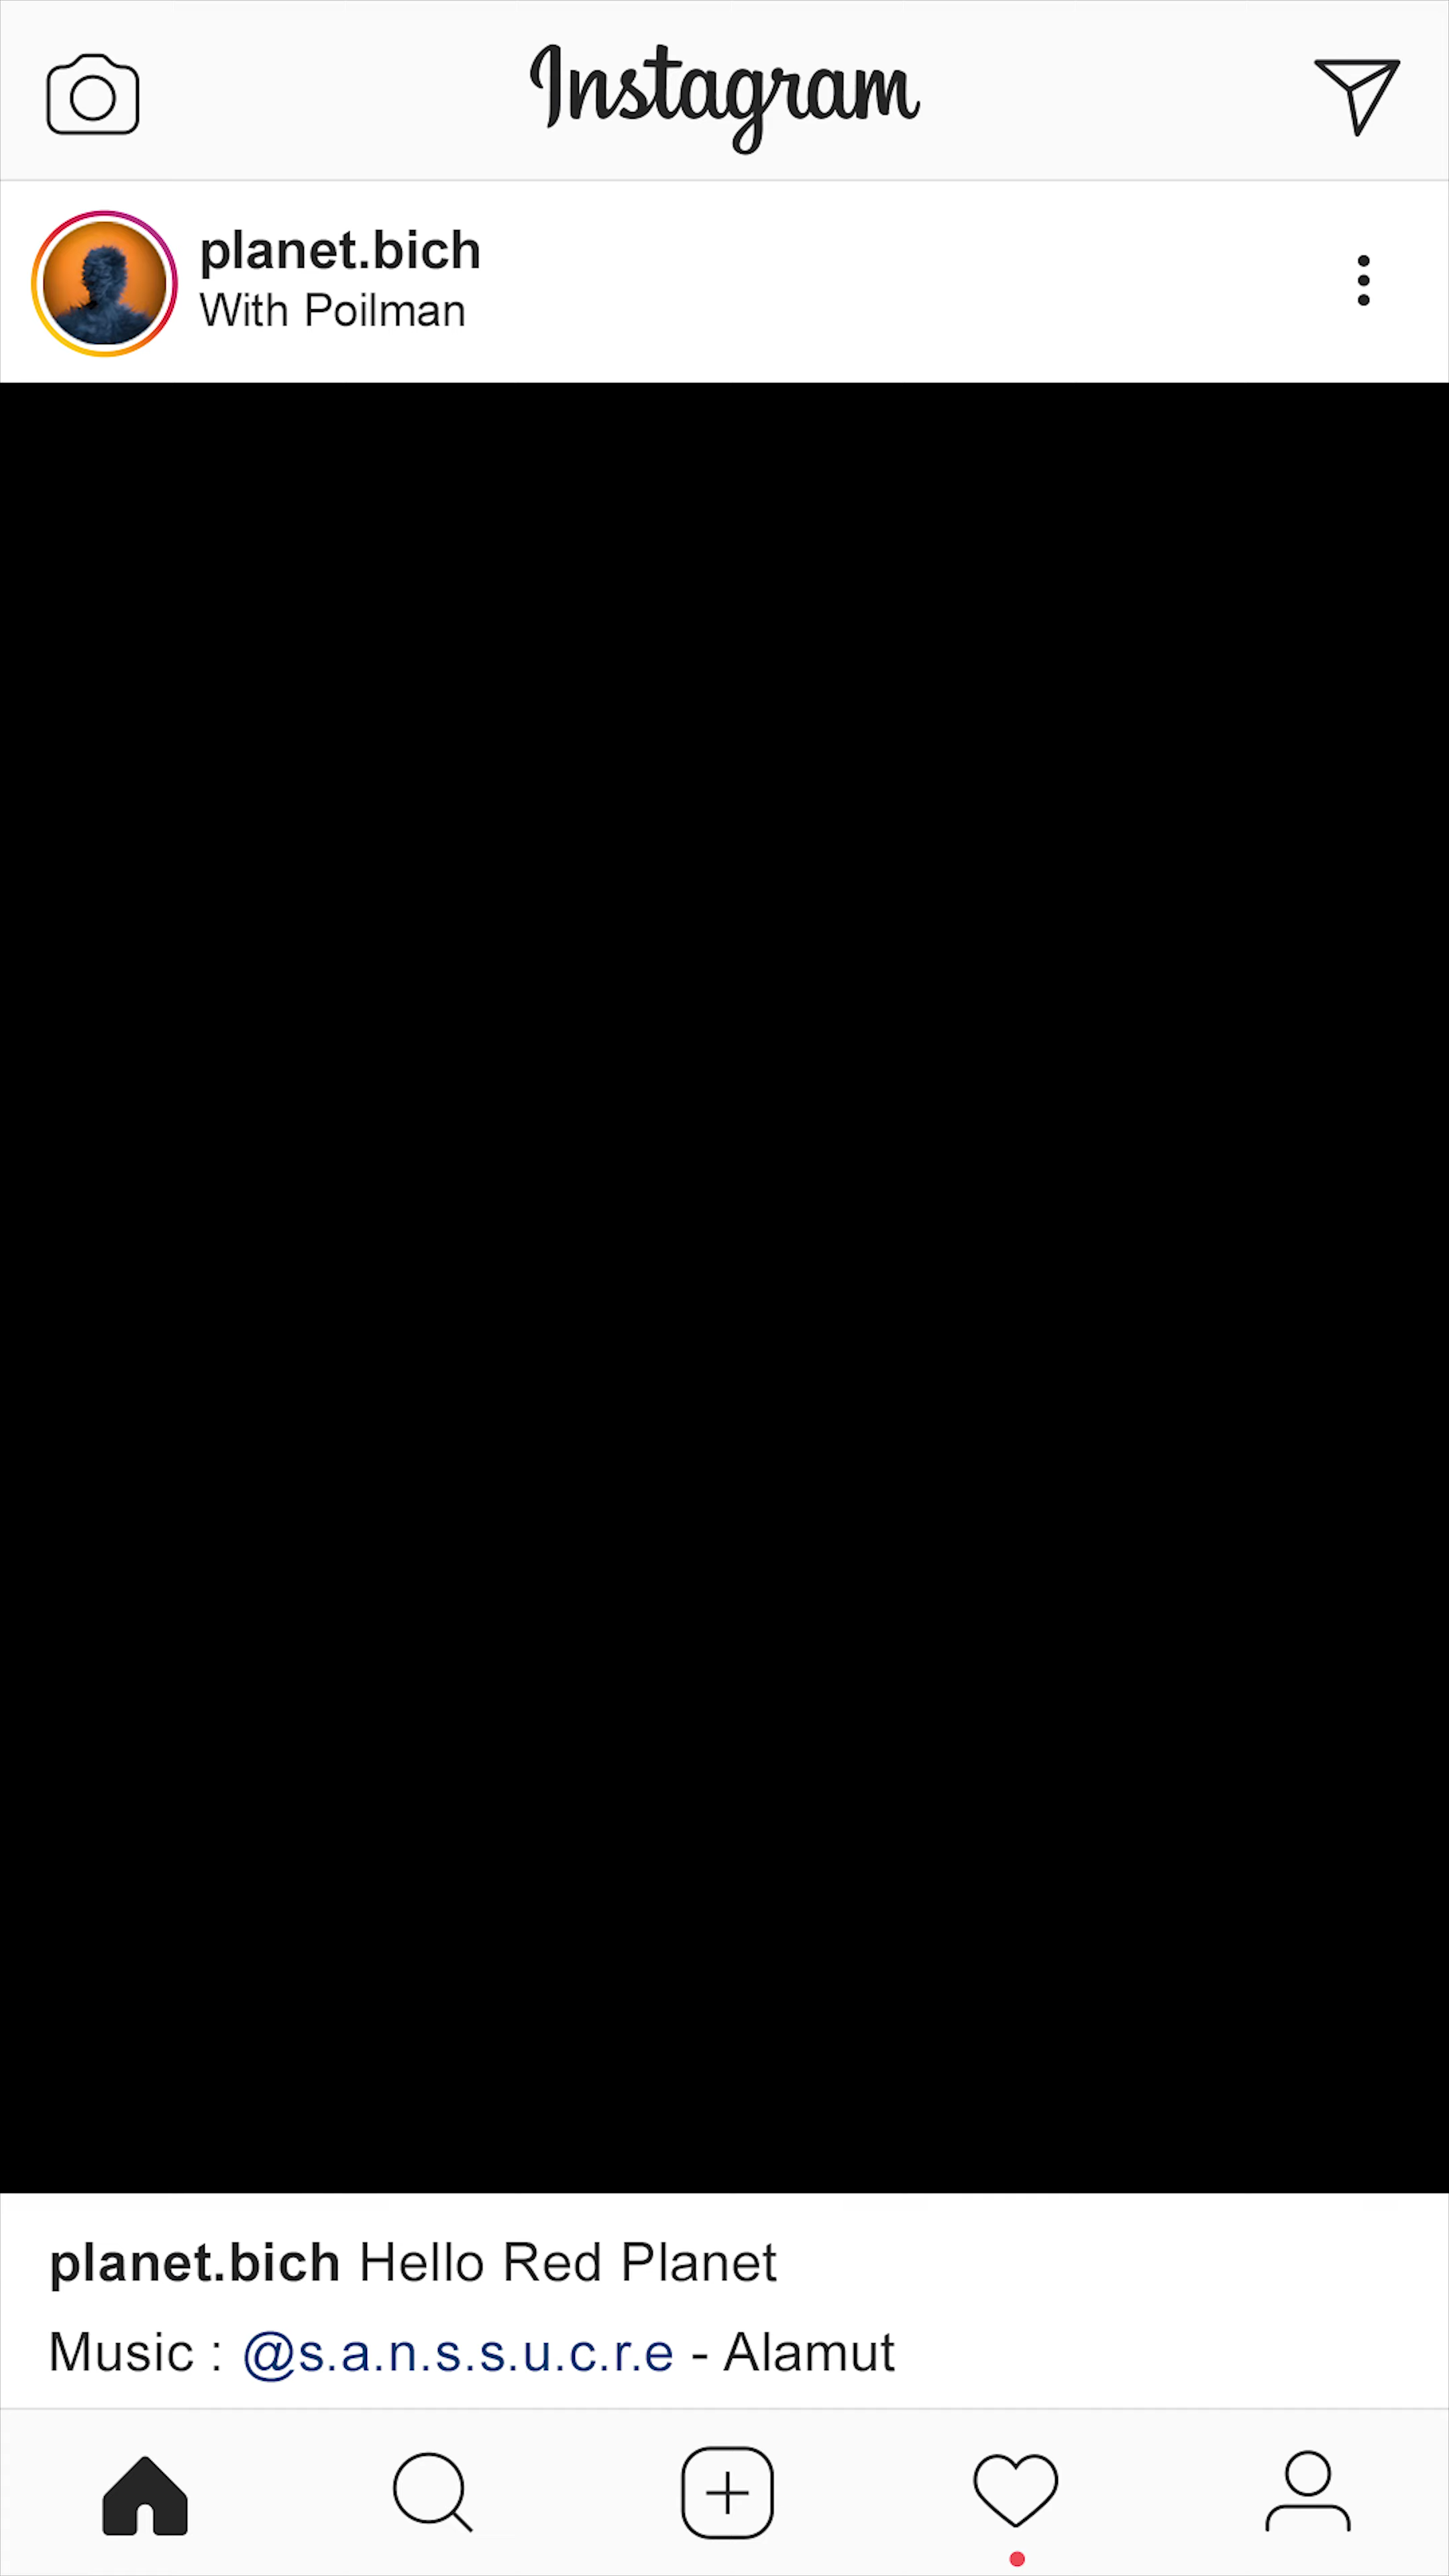 Instagram
planet.bich
With Poilman
planet.bich Hello Red Planet
Music : @s.a.n.s.s.u.c.r.e - Alamut